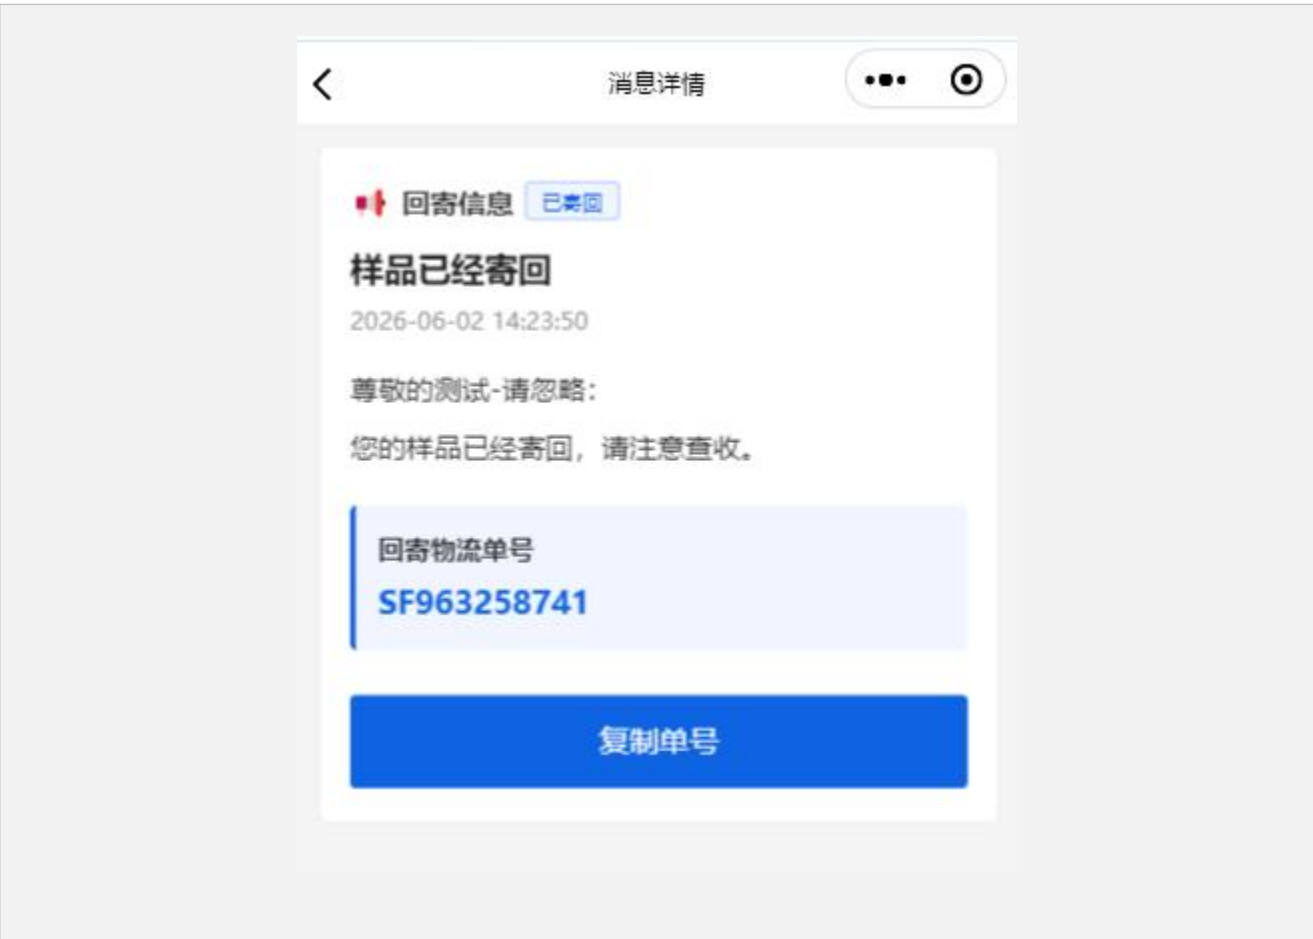 消息详情
回寄信息 已寄回
样品已经寄回
2026-06-02 14:23:50
尊敬的测试-请忽略：
您的样品已经寄回，请注意查收。
回寄物流单号
SF963258741
复制单号